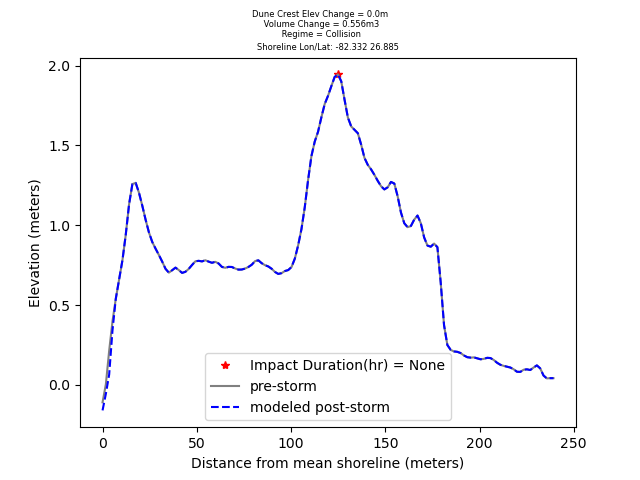 Dune Crest Elev Change = 0.0m
Volume Change = 0.556m3
Regime = Collision
Shoreline Lon/Lat: -82.332 26.885
2.0
1.5
1.0
0.5
0.0
Elevation (meters)
Impact Duration(hr) = None
pre-storm
modeled post-storm
0 50 100 150 200 250
Distance from mean shoreline (meters)